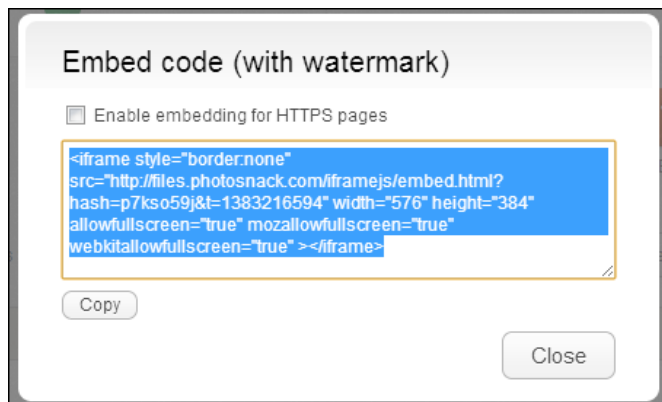 Embed code (with watermark)
Enable embedding for HTTPS pages
<iframe style="border:none"
src="http://files.photosnack.com/iframejs/embed.html?
hash=p7kso59j&t=1383216594" width="576" height="384"
allowfullscreen="true" mozallowfullscreen="true"
webkitallowfullscreen="true" ></iframe>
Copy
Close